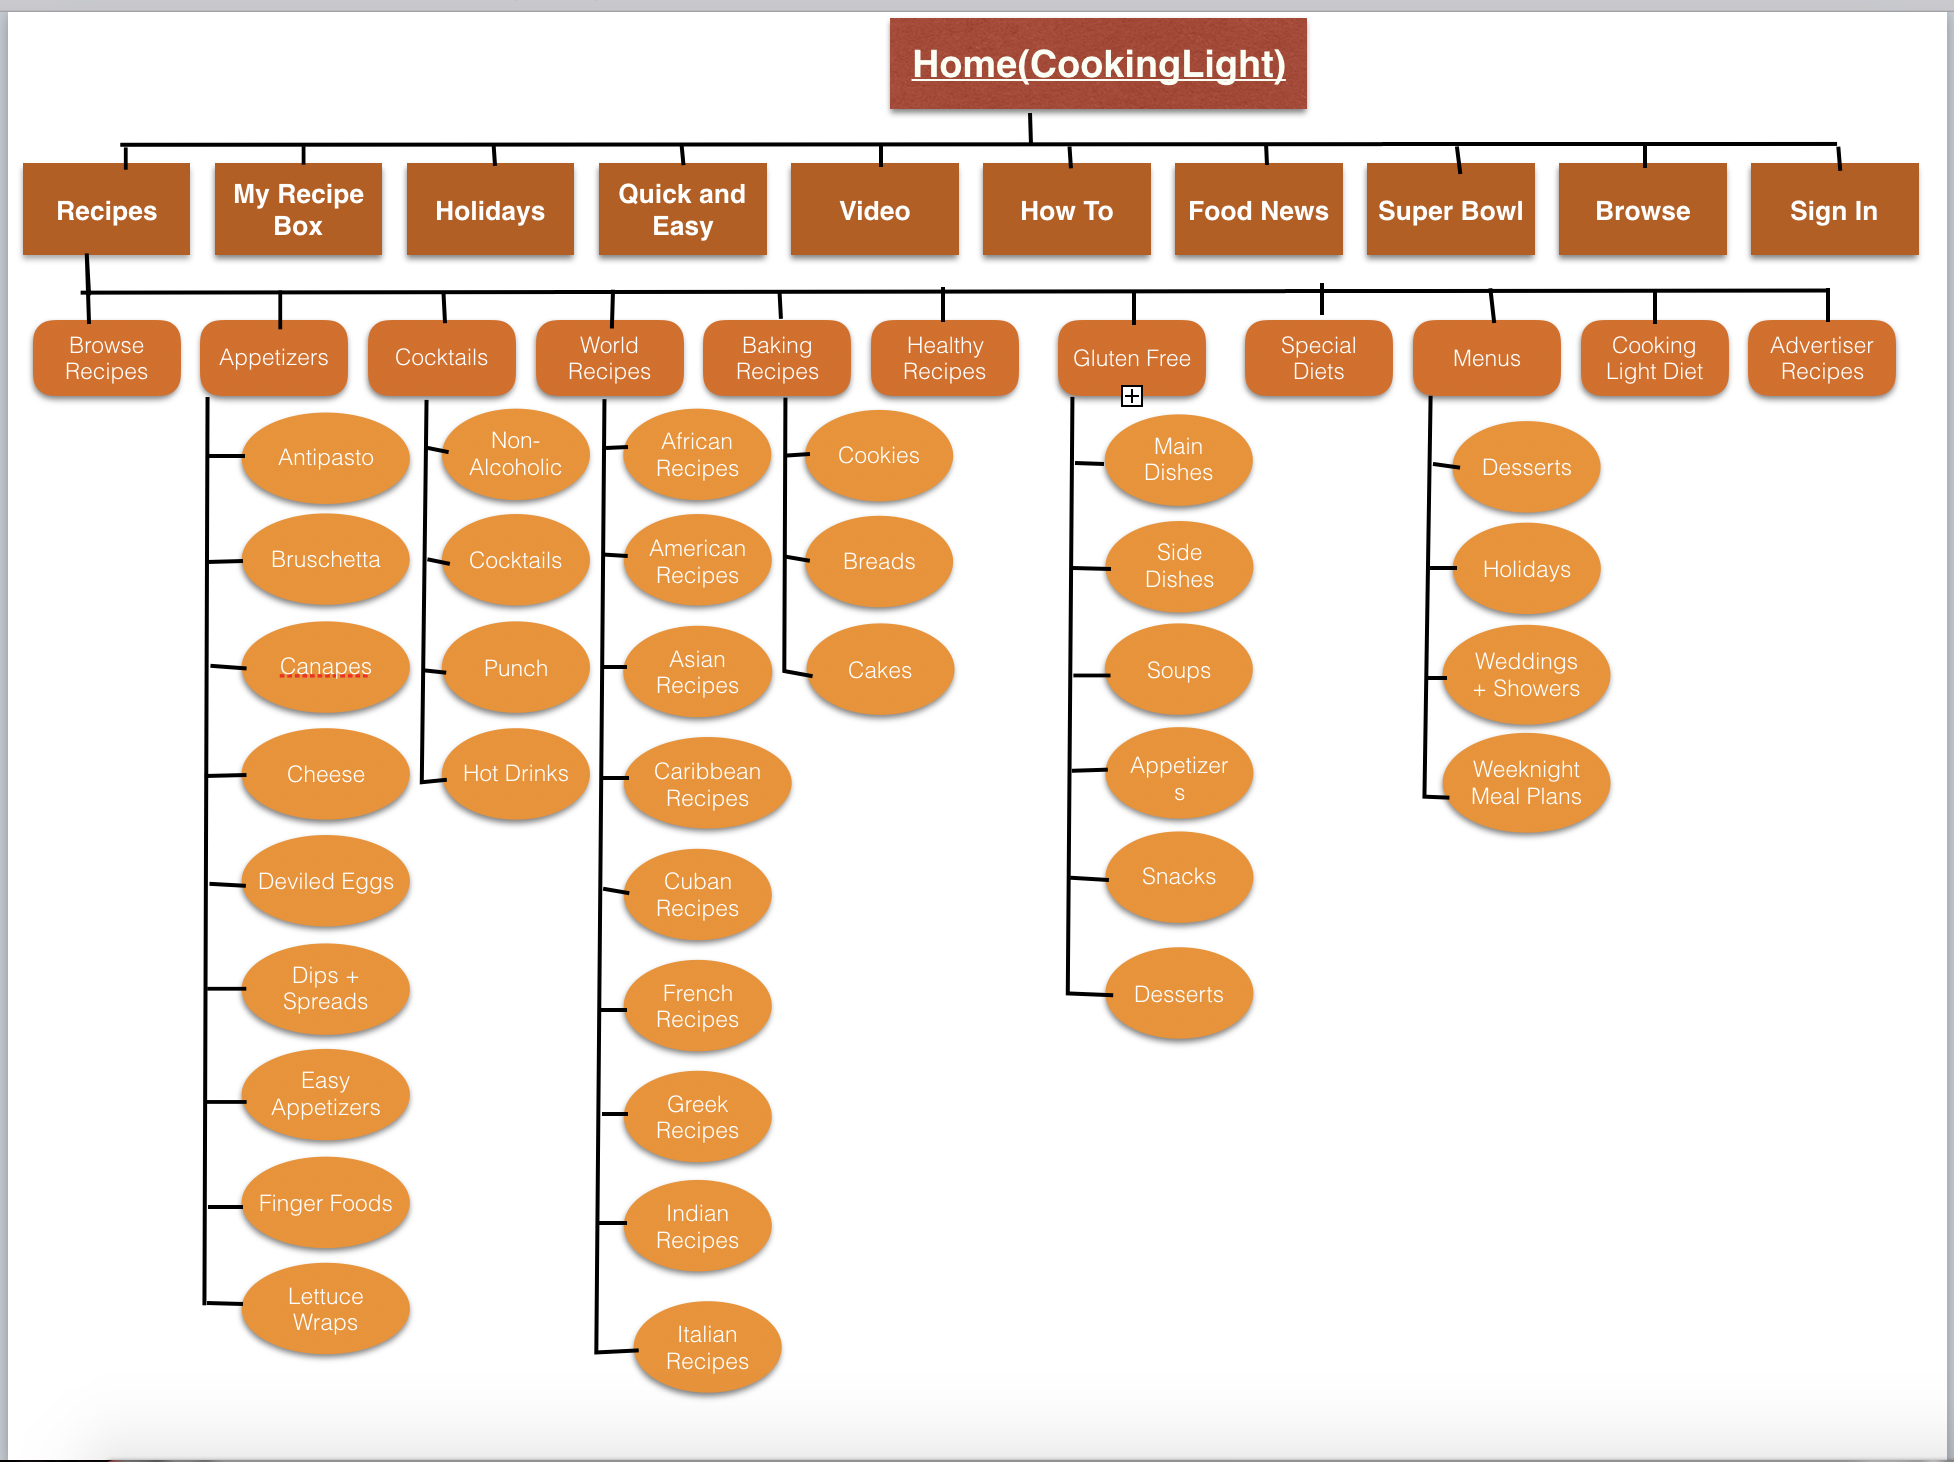 Home(CookingLight)
Recipes
My Recipe
Box
Holidays
Quick and
Easy
Video
How To
Food News
Super Bowl
Browse
Sign In
Browse
Recipes
Appetizers
Cocktails
World
Recipes
Baking
Recipes
Healthy
Recipes
Gluten Free
Special
Diets
Menus
Cooking
Light Diet
Advertiser
Recipes
Antipasto
Bruschetta
Canapes
Cheese
Deviled Eggs
Dips +
Spreads
Easy
Appetizers
Finger Foods
Lettuce
Wraps
Non-
Alcoholic
Cocktails
Punch
Hot Drinks
African
Recipes
American
Recipes
Asian
Recipes
Caribbean
Recipes
Cuban
Recipes
French
Recipes
Greek
Recipes
Indian
Recipes
Italian
Recipes
Cookies
Breads
Cakes
Main
Dishes
Side
Dishes
Soups
Appetizer
s
Snacks
Desserts
Desserts
Holidays
Weddings
+ Showers
Weeknight
Meal Plans